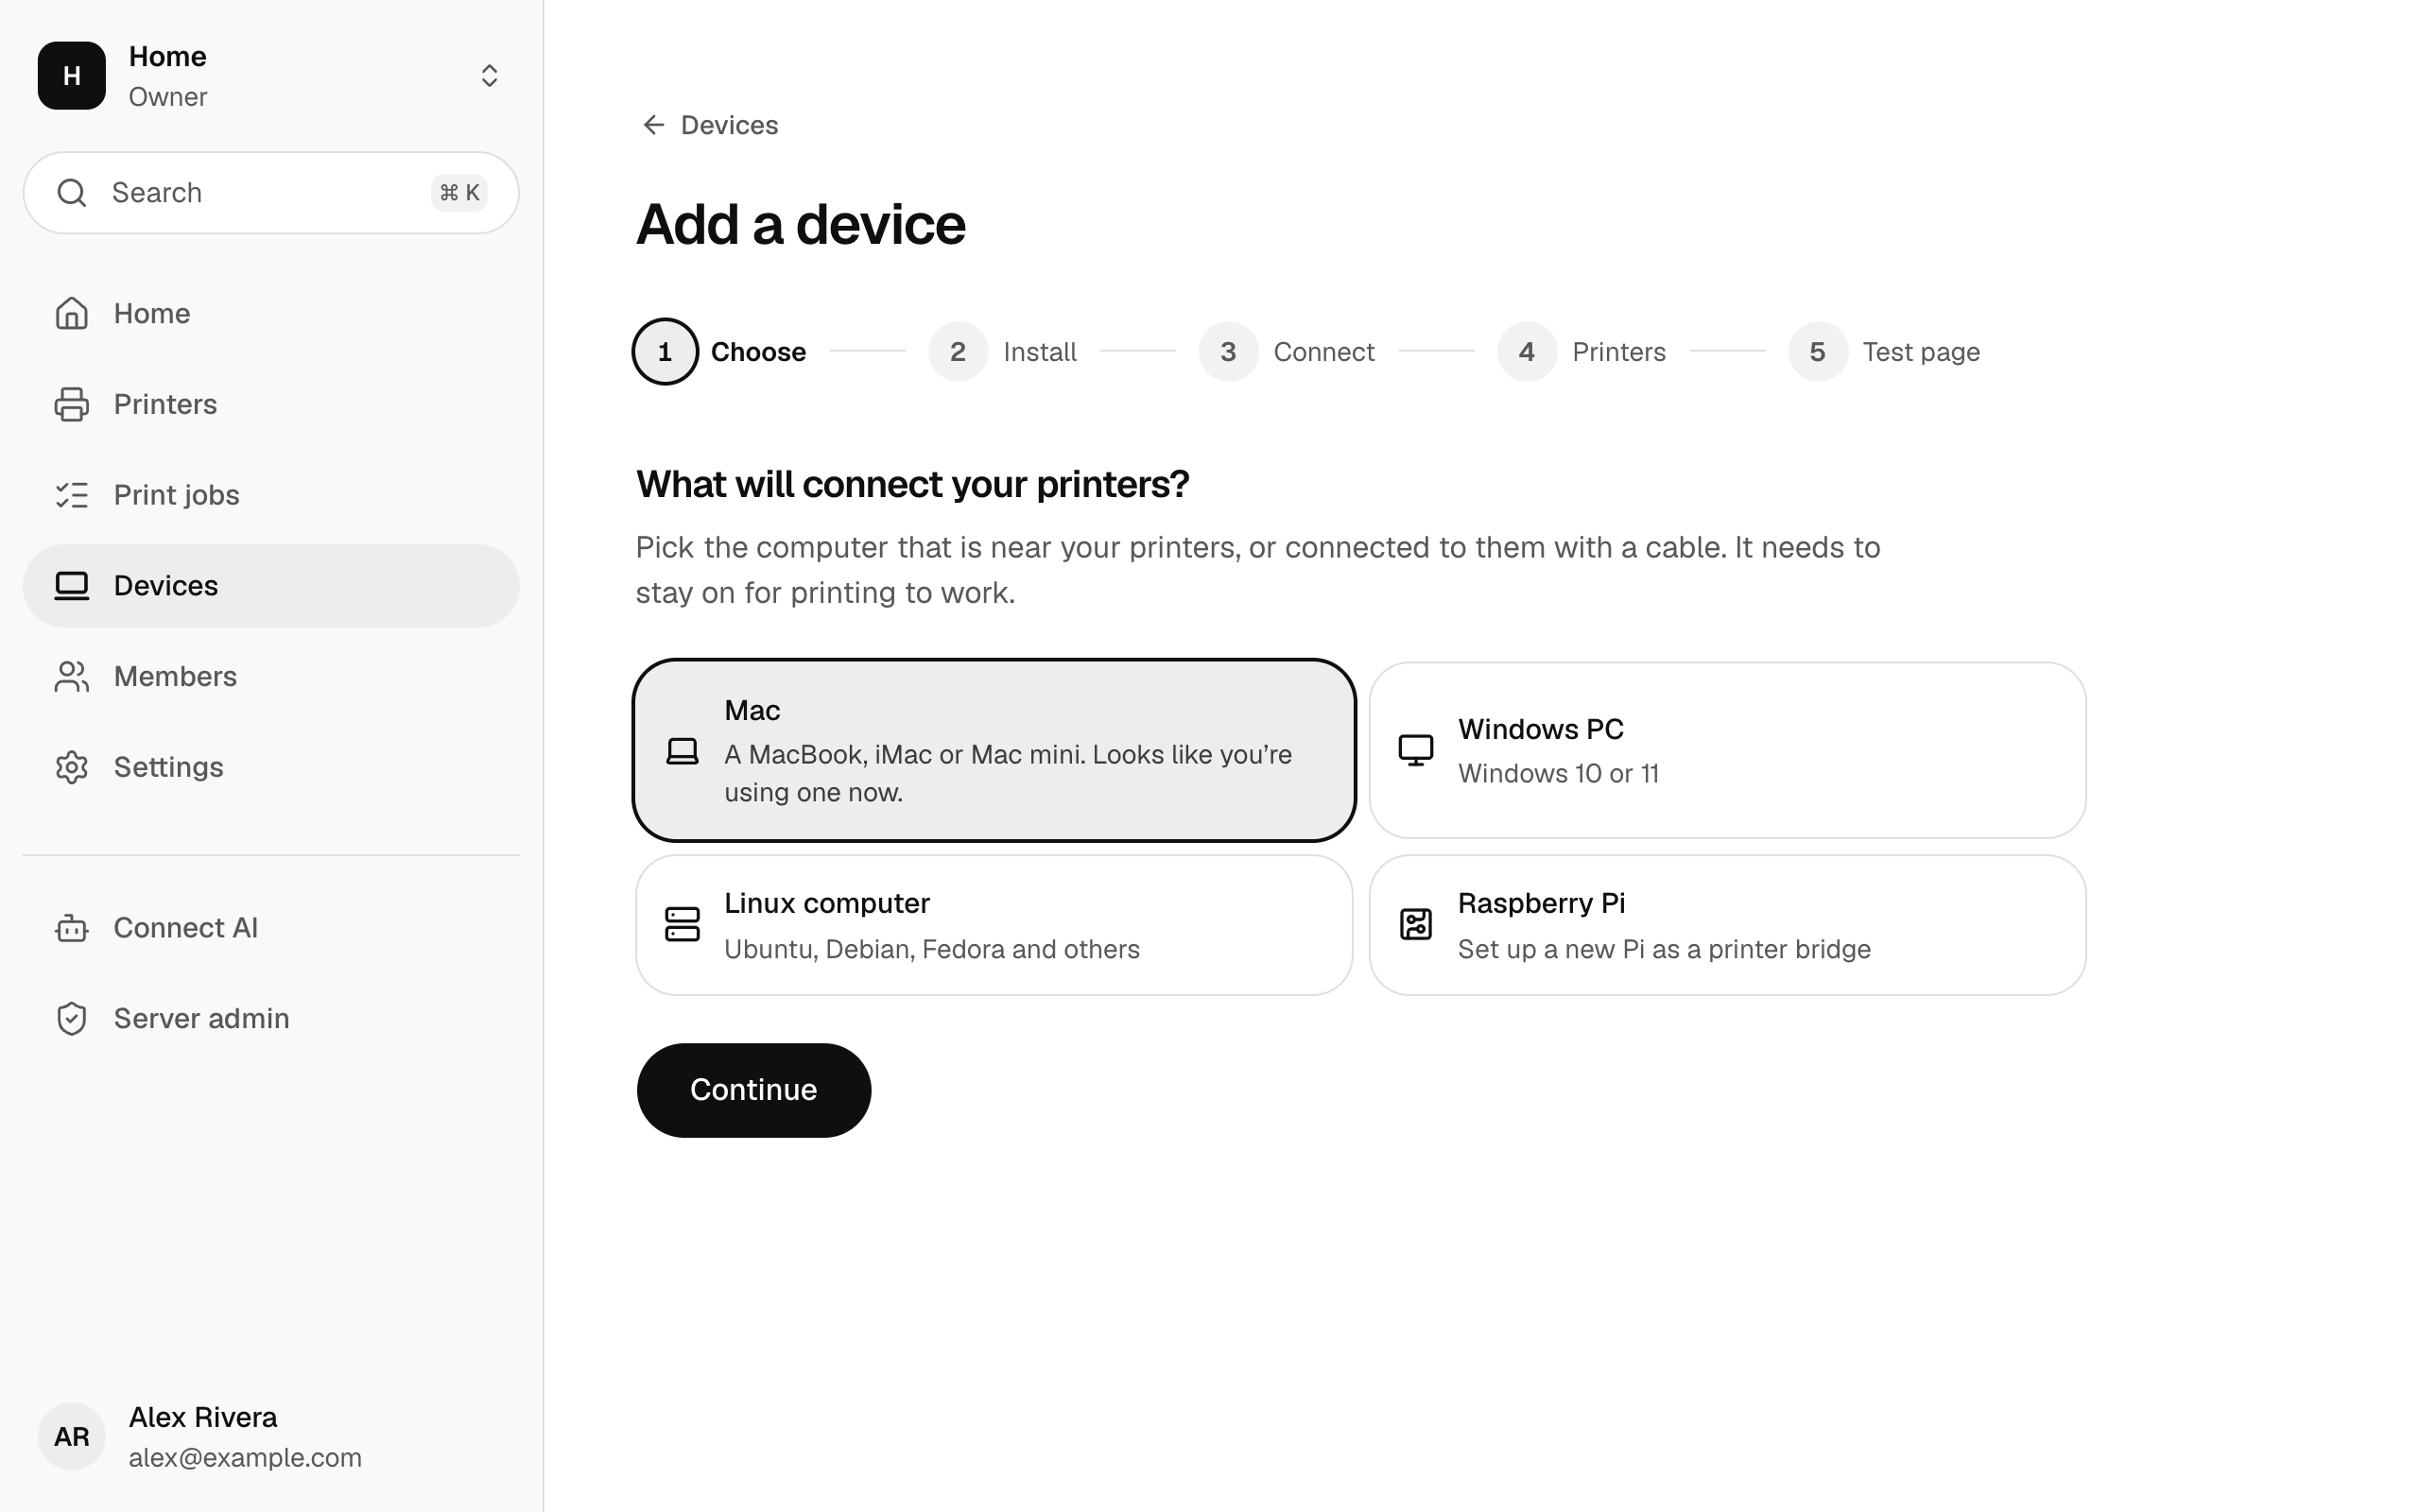 H
Home
Owner
Search
⌘ K
Home
Printers
Print jobs
Devices
Members
Settings
Connect AI
Server admin
AR
Alex Rivera
alex@example.com
Devices
Add a device
1 Choose
2 Install
3 Connect
4 Printers
5 Test page
What will connect your printers?
Pick the computer that is near your printers, or connected to them with a cable. It needs to
stay on for printing to work.
Mac
A MacBook, iMac or Mac mini. Looks like you’re
using one now.
Windows PC
Windows 10 or 11
Linux computer
Ubuntu, Debian, Fedora and others
Raspberry Pi
Set up a new Pi as a printer bridge
Continue